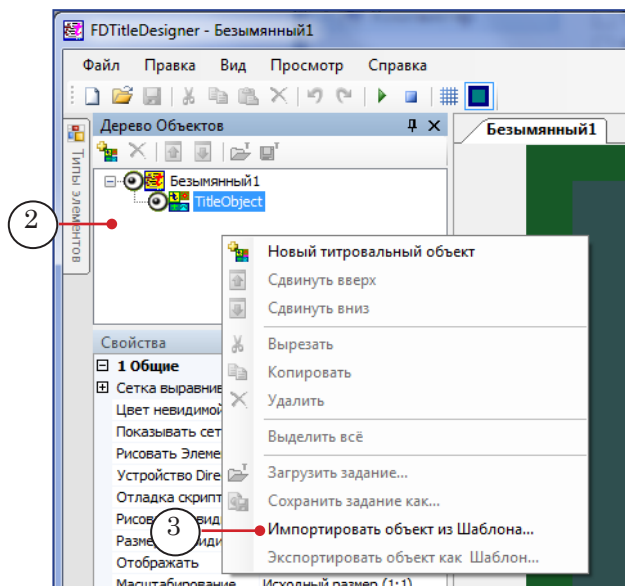 FDTitleDesigner - Безымянный1
Файл Правка Вид Просмотр Справка
Типы элементов
Дерево Объектов
Безымянный1
Безымянный1
TitleObject
2
Новый титровальный объект
Сдвинуть вверх
Сдвинуть вниз
Вырезать
Копировать
Удалить
Выделить всё
Загрузить задание...
Сохранить задание как...
3
Импортировать объект из Шаблона...
Экспортировать объект как Шаблон...
Свойства
1 Общие
Сетка выравнив
Цвет невидимой
Показывать сет
Рисовать Элеме
Устройство Dire
Отладка скрипт
Отображать
Масштабирование Исходный размер (1:1)